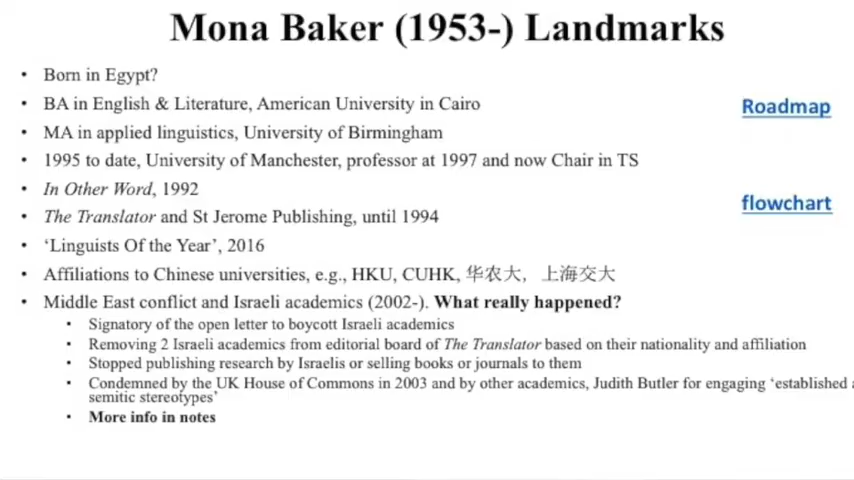 Mona Baker (1953-) Landmarks
• Born in Egypt?
• BA in English & Literature, American University in Cairo
• MA in applied linguistics, University of Birmingham
• 1995 to date, University of Manchester, professor at 1997 and now Chair in TS
• In Other Word, 1992
• The Translator and St Jerome Publishing, until 1994
• ‘Linguists Of the Year’, 2016
• Affiliations to Chinese universities, e.g., HKU, CUHK, 华农大， 上海交大
• Middle East conflict and Israeli academics (2002-). What really happened?
• Signatory of the open letter to boycott Israeli academics
• Removing 2 Israeli academics from editorial board of The Translator based on their nationality and affiliation
• Stopped publishing research by Israelis or selling books or journals to them
• Condemned by the UK House of Commons in 2003 and by other academics, Judith Butler for engaging ‘established a
semitic stereotypes’
• More info in notes
Roadmap
flowchart